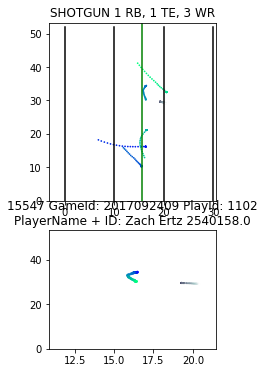 SHOTGUN 1 RB, 1 TE, 3 WR
50
40
30
20
10
0
0 10 20 30
15547 GameId: 2017092409 PlayId: 1102
PlayerName + ID: Zach Ertz 2540158.0
40
20
0
12.5 15.0 17.5 20.0